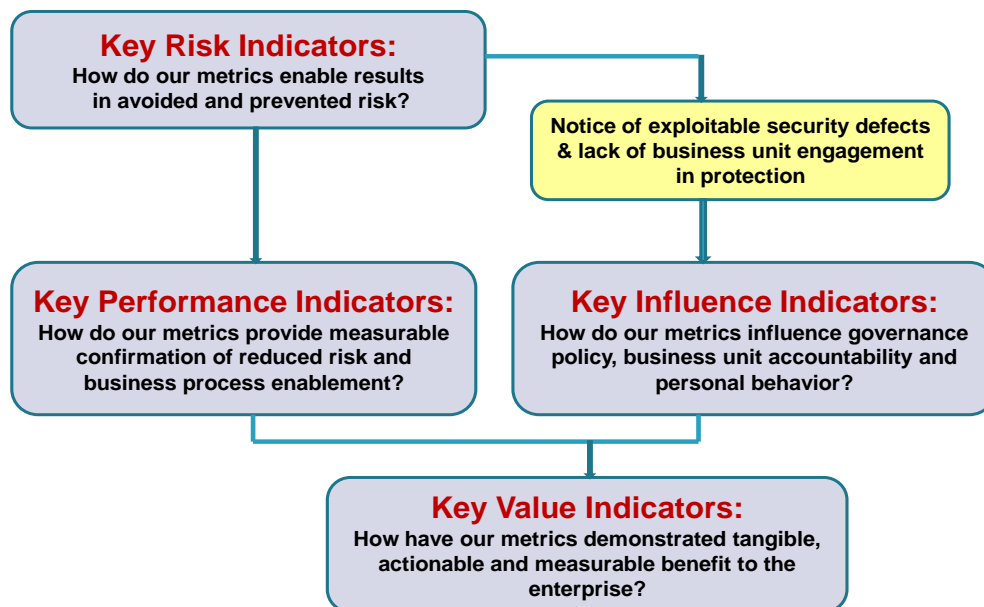 Key Risk Indicators:
How do our metrics enable results
in avoided and prevented risk?
Notice of exploitable security defects
& lack of business unit engagement
in protection
Key Performance Indicators:
How do our metrics provide measurable
confirmation of reduced risk and
business process enablement?
Key Influence Indicators:
How do our metrics influence governance
policy, business unit accountability and
personal behavior?
Key Value Indicators:
How have our metrics demonstrated tangible,
actionable and measurable benefit to the
enterprise?